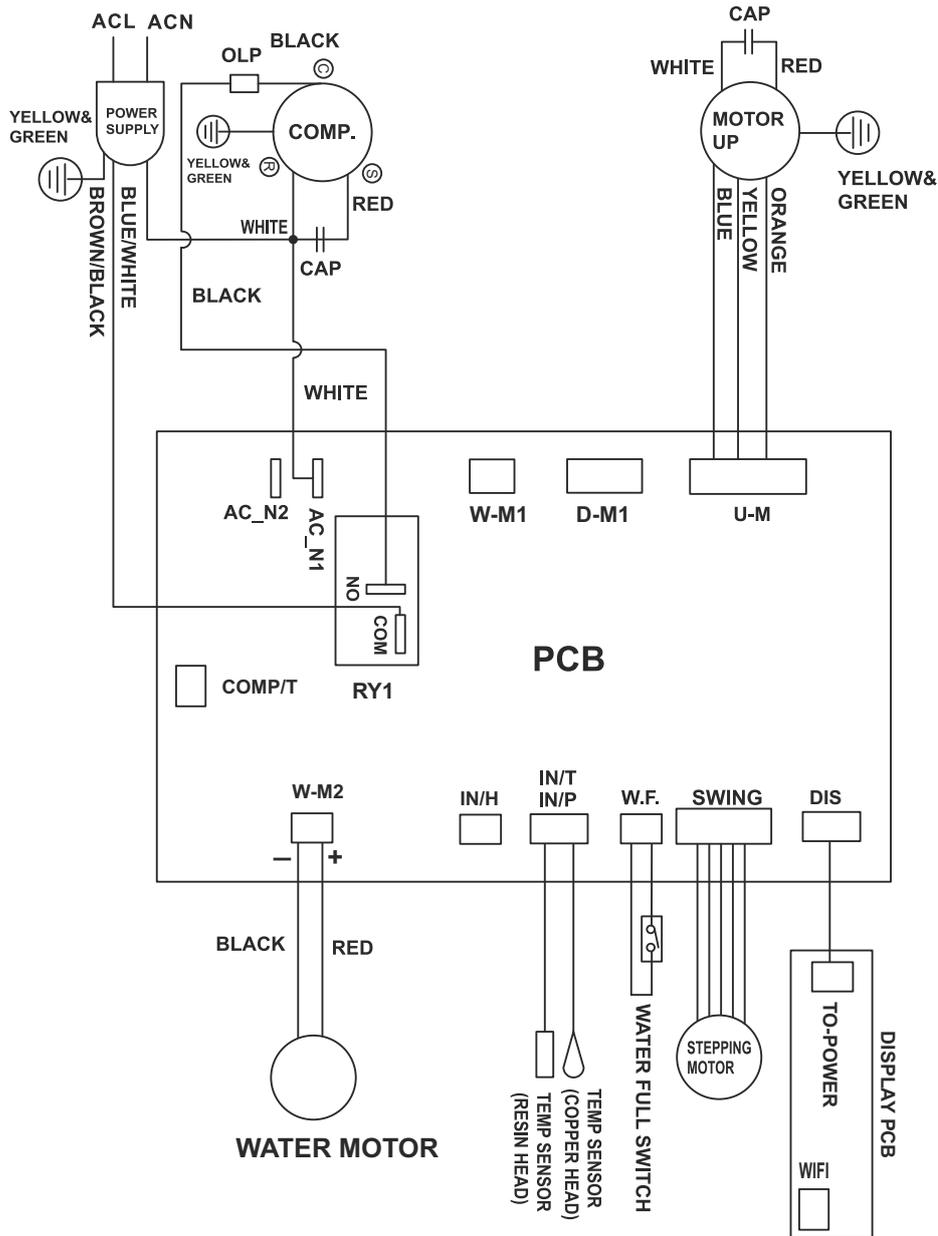 ACL ACN
BLACK
OLP
C
CAP
WHITE
RED
YELLOW&
GREEN
POWER
SUPPLY
COMP.
YELLOW&
GREEN
R
S
RED
MOTOR
UP
YELLOW&
GREEN
BROWN/BLACK
BLUE/WHITE
WHITE
CAP
BLACK
WHITE
BLUE
YELLOW
ORANGE
AC_N2
AC_N1
W-M1
D-M1
U-M
NO
COM
RY1
PCB
COMP/T
W-M2
– +
IN/H
IN/T
IN/P
W.F.
SWING
DIS
BLACK
RED
WATER MOTOR
TEMP SENSOR
(RESIN HEAD)
TEMP SENSOR
(COPPER HEAD)
WATER FULL SWITCH
STEPPING
MOTOR
TO-POWER
DISPLAY PCB
WIFI